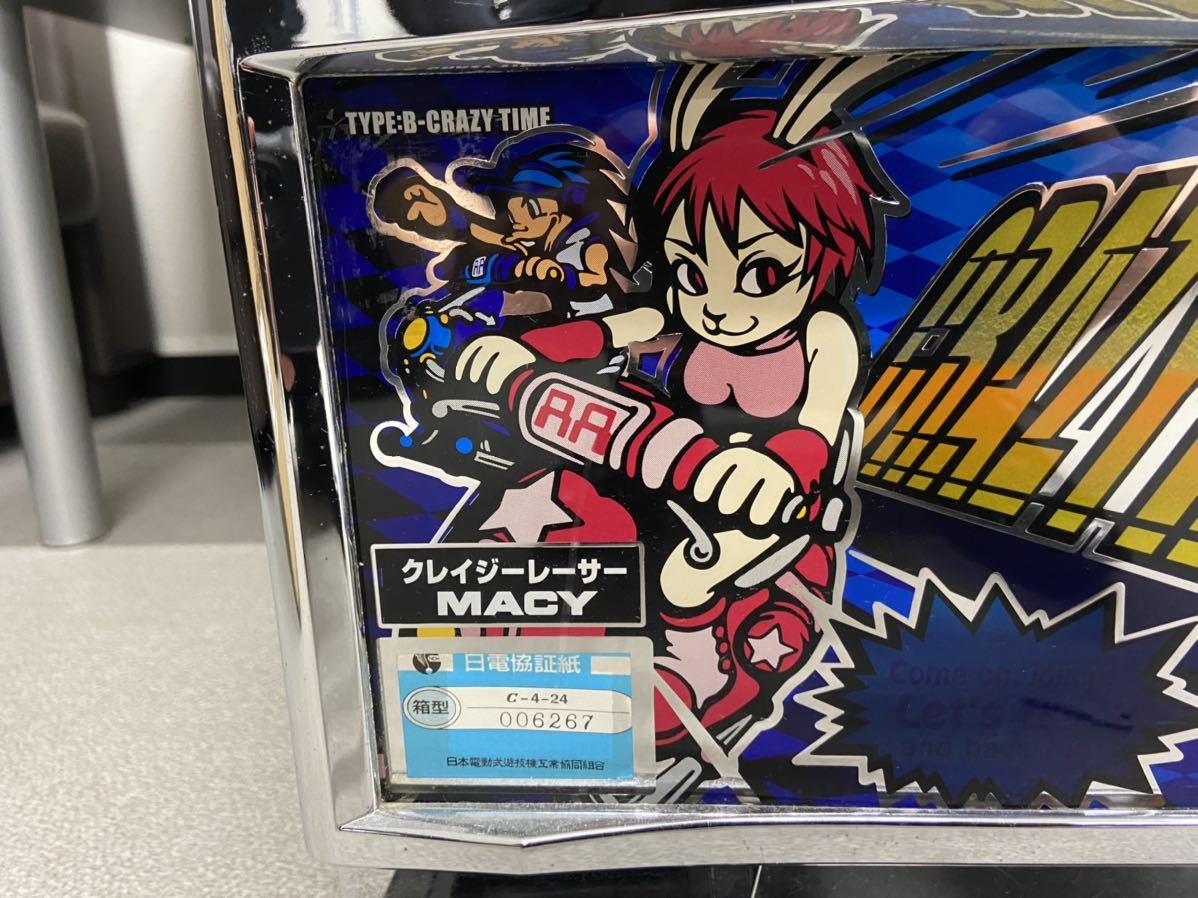 TYPE:B-CRAZY TIME
RA
RA
クレイジーレーサー
MACY
日電協証紙
箱型
C-4-24
006267
日本電動式遊技機工業協同組合
Come on,
Let's
and